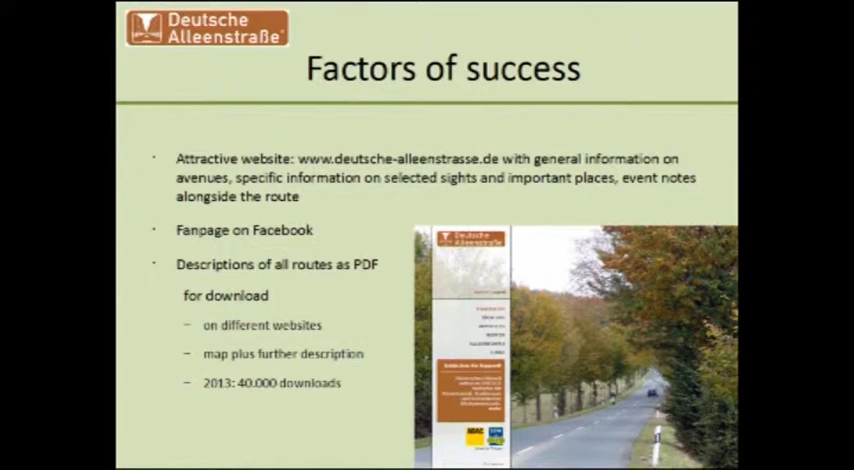 Deutsche
Alleenstraße
Factors of success
· Attractive website: www.deutsche-alleenstrasse.de with general information on
avenues, specific information on selected sights and important places, event notes
alongside the route
· Fanpage on Facebook
· Descriptions of all routes as PDF
for download
– on different websites
– map plus further description
– 2013: 40.000 downloads
Deutsche
Alleenstraße
ADAC